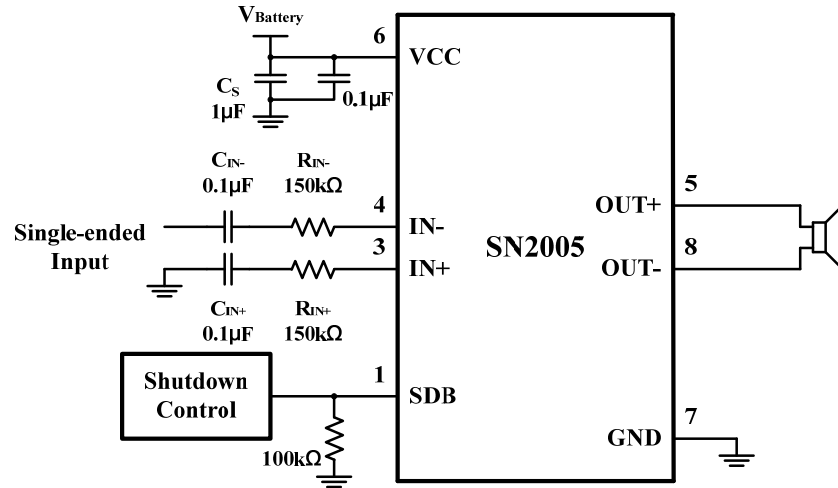 VBattery
6
VCC
CS
1µF
0.1µF
CIN-
0.1µF
RIN-
150kΩ
4
IN-
Single-ended
Input
3
IN+
CIN+
0.1µF
RIN+
150kΩ
SN2005
5
OUT+
8
OUT-
Shutdown
Control
1
SDB
100kΩ
7
GND